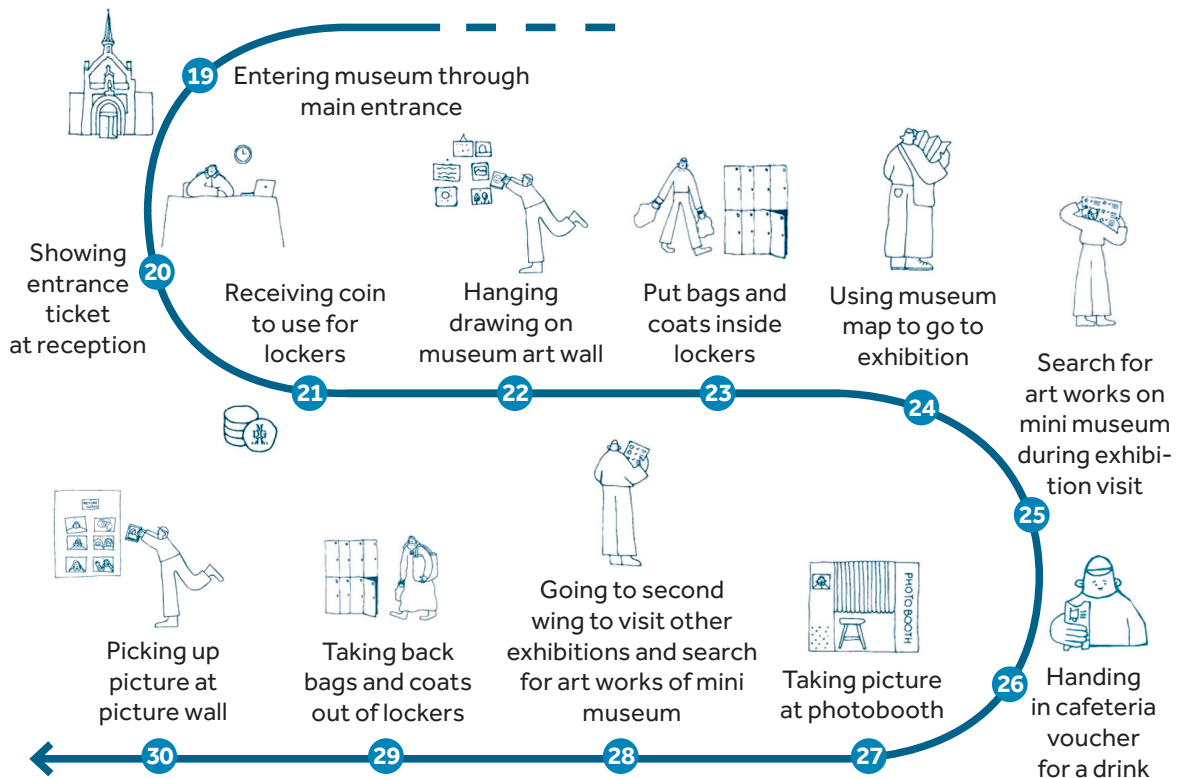 19
Entering museum through
main entrance
Showing
entrance
ticket
at reception
20
Receiving coin
to use for
lockers
21
Hanging
drawing on
museum art wall
22
Put bags and
coats inside
lockers
23
Using museum
map to go to
exhibition
24
Search for
art works on
mini museum
during exhibi-
tion visit
25
Handing
in cafeteria
voucher
for a drink
26
PHOTO BOOTH
Taking picture
at photobooth
27
Going to second
wing to visit other
exhibitions and search
for art works of mini
museum
28
Taking back
bags and coats
out of lockers
29
Picking up
picture at
picture wall
30